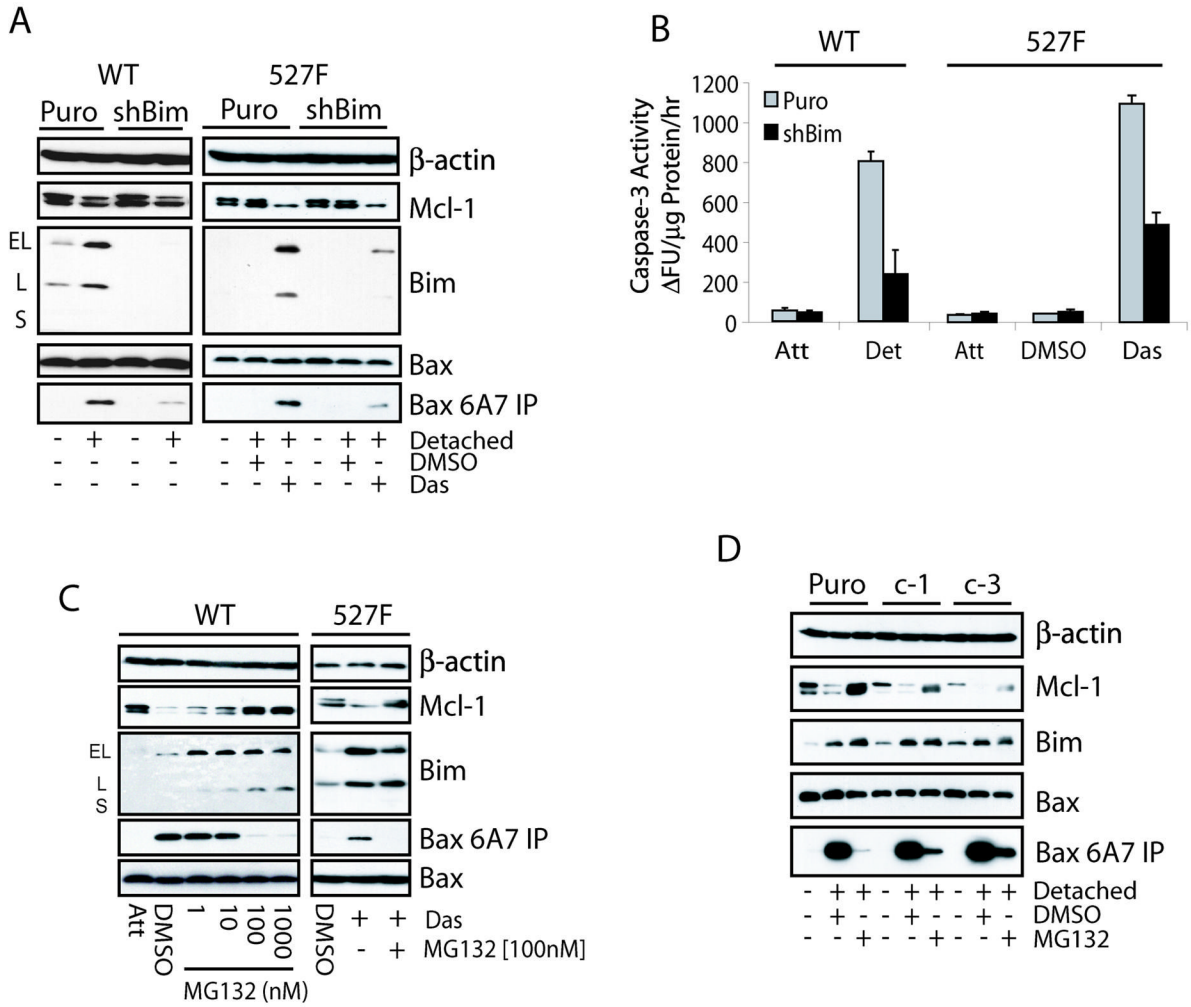 A
WT 527F
Puro shBim Puro shBim
β-actin
Mcl-1
EL
L
S
Bim
Bax
Bax 6A7 IP
- + - + - + + - + + Detached
- - - - - + - - + - DMSO
- - - - - - + - - + Das
B
WT 527F
Caspase-3 Activity
ΔFU/μg Protein/hr
1200
1000
800
600
400
200
0
Puro
shBim
Att Det Att DMSO Das
C
WT 527F
β-actin
Mcl-1
EL
L
S
Bim
Bax 6A7 IP
Bax
Att DMSO 1 10 100 1000 DMSO + + Das
- + MG132 [100nM]
MG132 (nM)
D
Puro c-1 c-3
β-actin
Mcl-1
Bim
Bax
Bax 6A7 IP
- + + - + + - + + Detached
- + - - + - - + - DMSO
- - + - - + - - + MG132